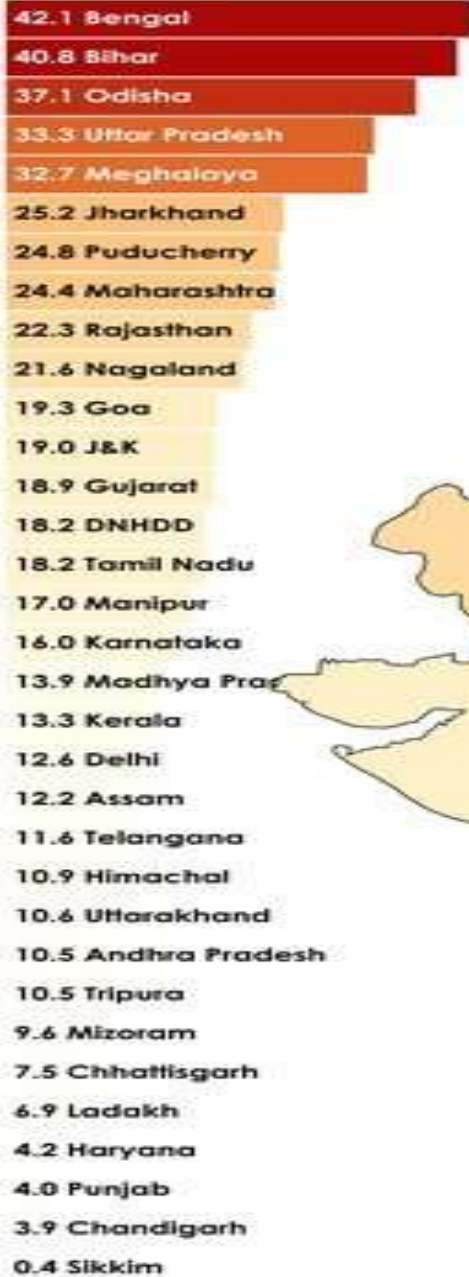 42.1 Bengal
40.8 Bihar
37.1 Odisha
33.3 Uttar Pradesh
32.7 Meghalaya
25.2 Jharkhand
24.8 Puducherry
24.4 Maharashtra
22.3 Rajasthan
21.6 Nagaland
19.3 Goa
19.0 J&K
18.9 Gujarat
18.2 DNHDD
18.2 Tamil Nadu
17.0 Manipur
16.0 Karnataka
13.9 Madhya Prad
13.3 Kerala
12.6 Delhi
12.2 Assam
11.6 Telangana
10.9 Himachal
10.6 Uttarakhand
10.5 Andhra Pradesh
10.5 Tripura
9.6 Mizoram
7.5 Chhattisgarh
6.9 Ladakh
4.2 Haryana
4.0 Punjab
3.9 Chandigarh
0.4 Sikkim